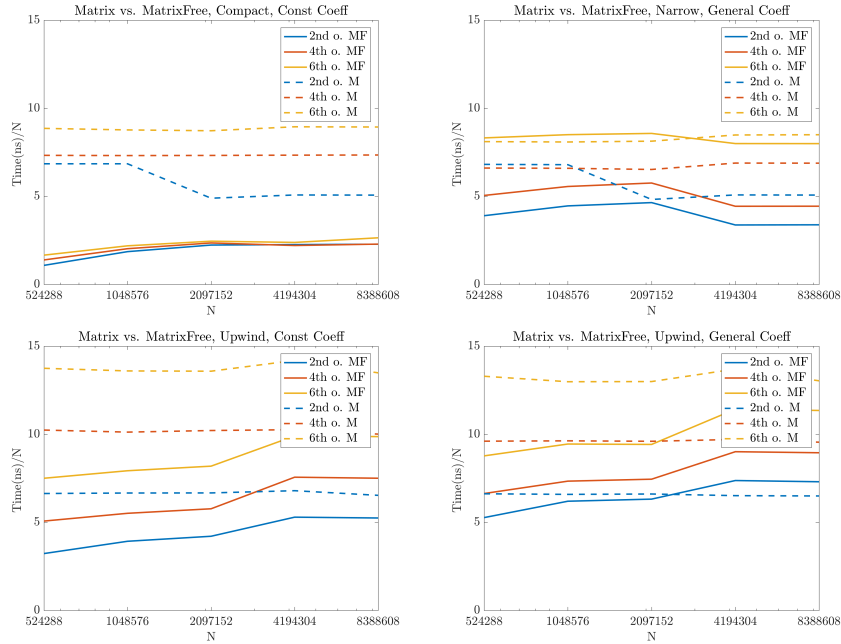 Matrix vs. MatrixFree, Compact, Const Coeff
15
10
5
0
Time(ns)/N
2nd o. MF
4th o. MF
6th o. MF
2nd o. M
4th o. M
6th o. M
524288 1048576 2097152 4194304 8388608
N
Matrix vs. MatrixFree, Narrow, General Coeff
15
10
5
0
Time(ns)/N
2nd o. MF
4th o. MF
6th o. MF
2nd o. M
4th o. M
6th o. M
524288 1048576 2097152 4194304 8388608
N
Matrix vs. MatrixFree, Upwind, Const Coeff
15
10
5
0
Time(ns)/N
2nd o. MF
4th o. MF
6th o. MF
2nd o. M
4th o. M
6th o. M
524288 1048576 2097152 4194304 8388608
N
Matrix vs. MatrixFree, Upwind, General Coeff
15
10
5
0
Time(ns)/N
2nd o. MF
4th o. MF
6th o. MF
2nd o. M
4th o. M
6th o. M
524288 1048576 2097152 4194304 8388608
N